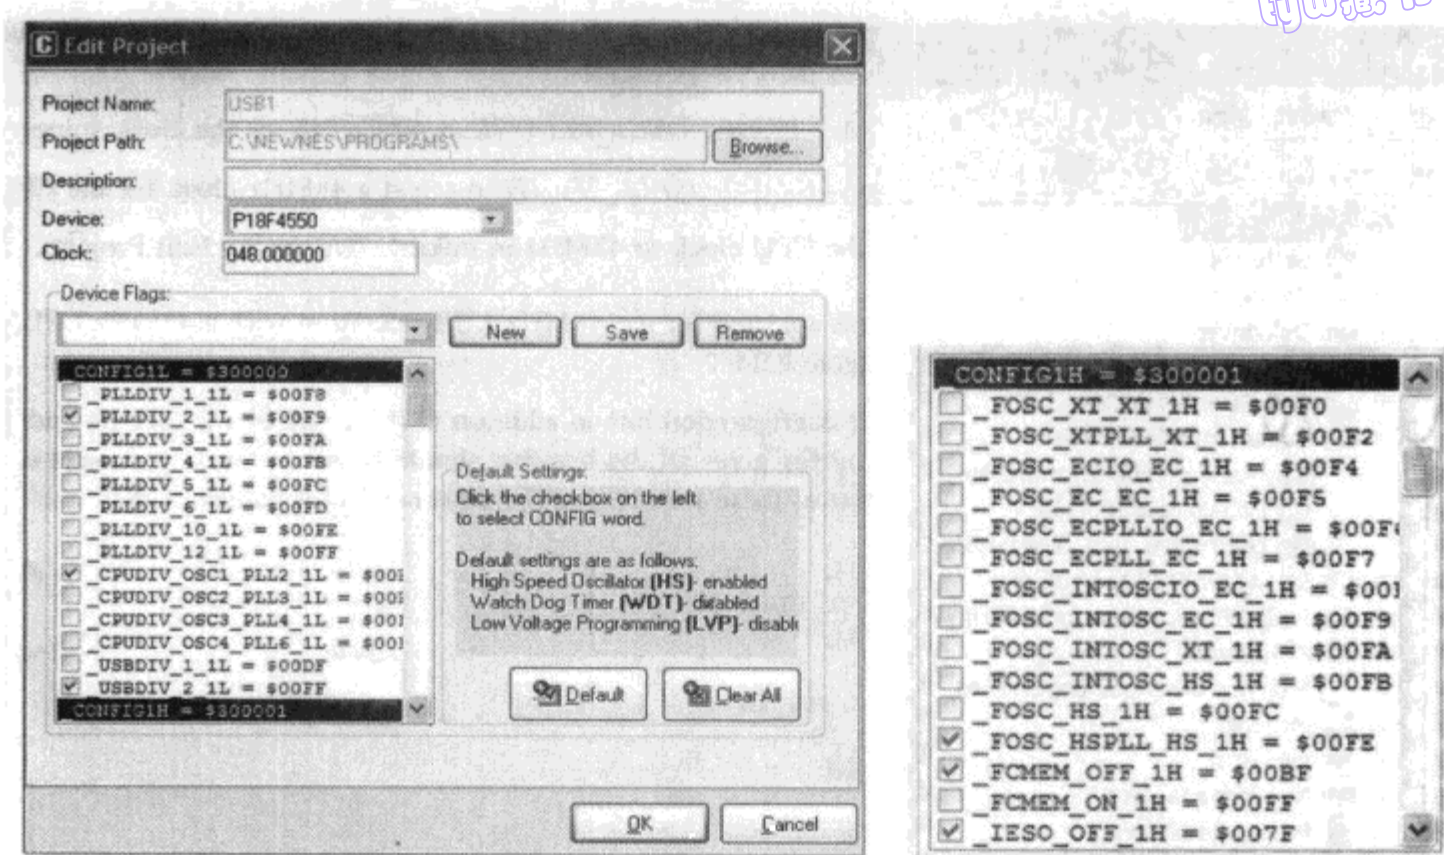 C Edit Project
Project Name: USB1
Project Path: C:\NEWNES\PROGRAMS\ Browse...
Description:
Device: P18F4550
Clock: 048.000000
Device Flags:
New Save Remove
CONFIG1L = $300000
_PLLDIV_1_1L = $00F8
_PLLDIV_2_1L = $00F9
_PLLDIV_3_1L = $00FA
_PLLDIV_4_1L = $00FB
_PLLDIV_5_1L = $00FC
_PLLDIV_6_1L = $00FD
_PLLDIV_10_1L = $00FE
_PLLDIV_12_1L = $00FF
_CPUDIV_OSC1_PLL2_1L =
_CPUDIV_OSC2_PLL3_1L =
_CPUDIV_OSC3_PLL4_1L =
_CPUDIV_OSC4_PLL6_1L =
_USBDIV_1_1L = $00DF
_USBDIV_2_1L = $00FF
CONFIG1H = $300001
Default Settings:
Click the checkbox on the left
to select CONFIG word.
Default settings are as follows:
High Speed Oscillator (HS)- enabled
Watch Dog Timer (WDT)- disabled
Low Voltage Programming (LVP)- disabl
Default Clear All
OK Cancel
CONFIG1H = $300001
_FOSC_XT_XT_1H = $00F0
_FOSC_XTPLL_XT_1H = $00F2
_FOSC_ECIO_EC_1H = $00F4
_FOSC_EC_EC_1H = $00F5
_FOSC_ECPLLIO_EC_1H =
_FOSC_ECPLL_EC_1H = $00F7
_FOSC_INTOSCIO_EC_1H =
_FOSC_INTOSC_EC_1H = $00F9
_FOSC_INTOSC_XT_1H = $00FA
_FOSC_INTOSC_HS_1H = $00FB
_FOSC_HS_1H = $00FC
_FOSC_HSPLL_HS_1H = $00FE
_FCMEM_OFF_1H = $00BF
_FCMEM_ON_1H = $00FF
_IESO_OFF_1H = $007F